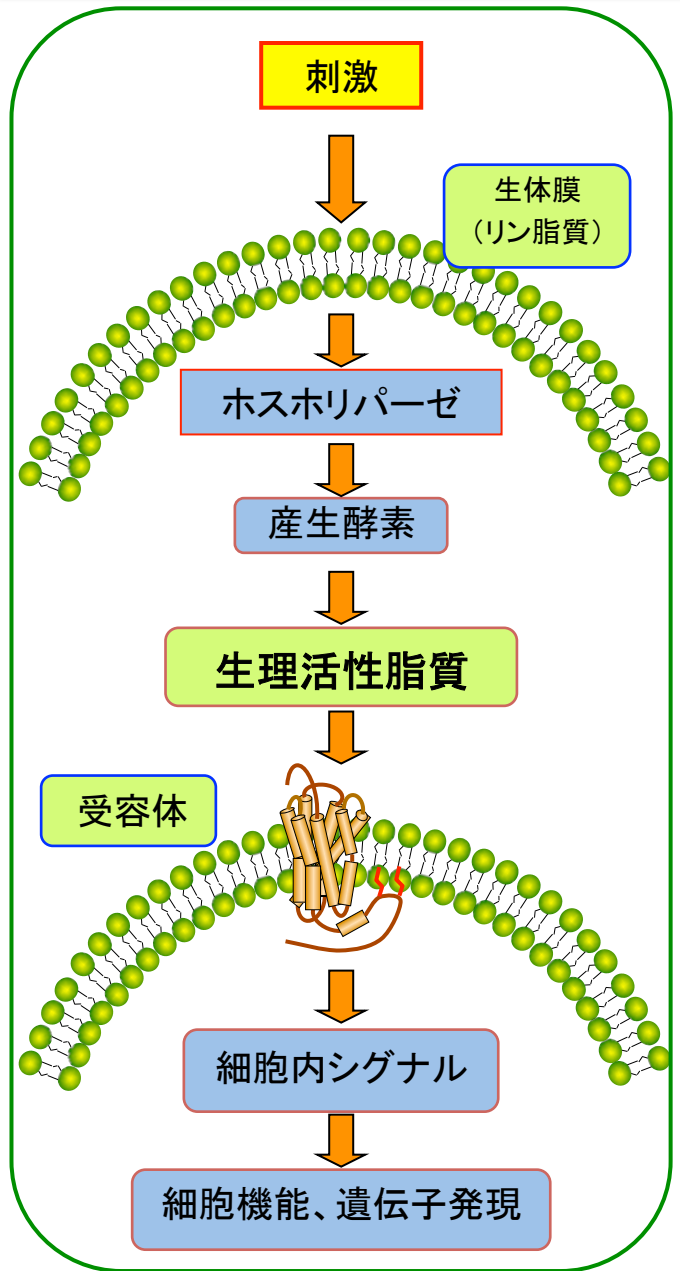 刺激
生体膜
（リン脂質）
ホスホリパーゼ
産生酵素
生理活性脂質
受容体
細胞内シグナル
細胞機能、遺伝子発現